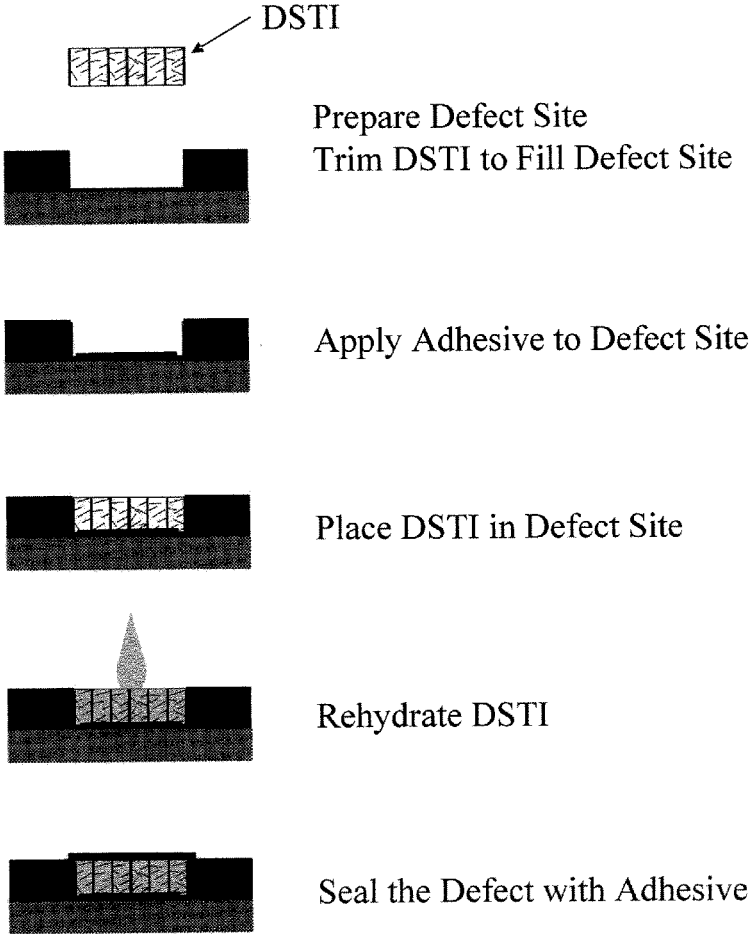 DSTI
Prepare Defect Site
Trim DSTI to Fill Defect Site
Apply Adhesive to Defect Site
Place DSTI in Defect Site
Rehydrate DSTI
Seal the Defect with Adhesive